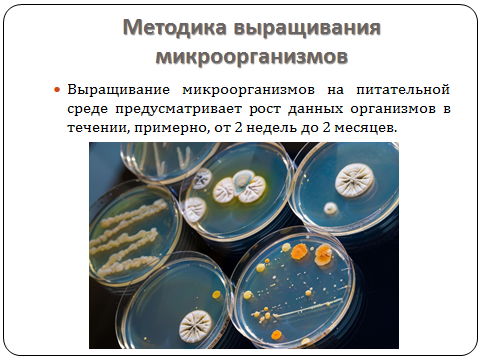 Методика выращивания
микроорганизмов
Выращивание микроорганизмов на питательной
среде предусматривает рост данных организмов в
течении, примерно, от 2 недель до 2 месяцев.